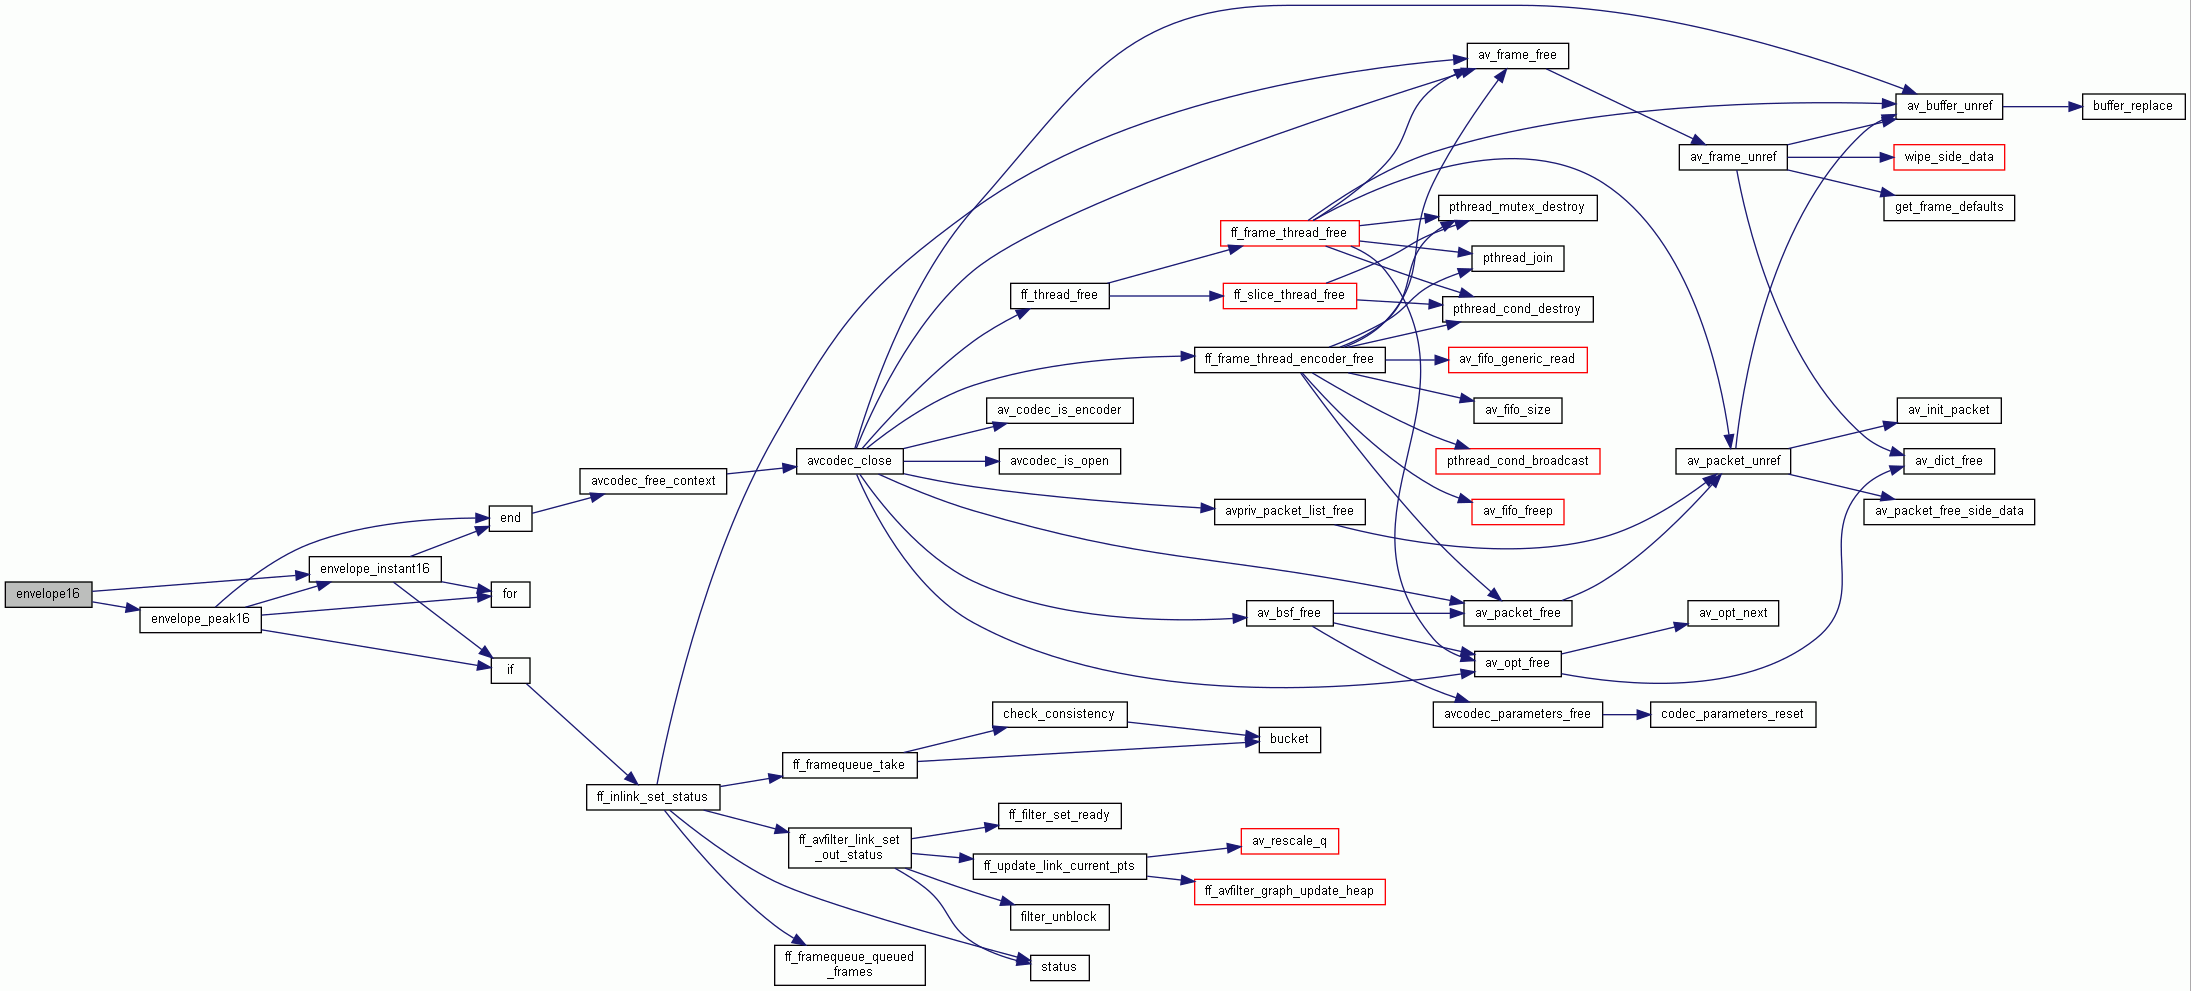 av_frame_free
av_buffer_unref
buffer_replace
av_frame_unref
wipe_side_data
get_frame_defaults
pthread_mutex_destroy
ff_frame_thread_free
pthread_join
ff_thread_free
ff_slice_thread_free
pthread_cond_destroy
ff_frame_thread_encoder_free
av_fifo_generic_read
av_codec_is_encoder
av_fifo_size
av_init_packet
avcodec_close
avcodec_is_open
pthread_cond_broadcast
av_packet_unref
av_dict_free
avcodec_free_context
avpriv_packet_list_free
av_fifo_freep
av_packet_free_side_data
end
envelope_instant16
envelope16
for
envelope_peak16
av_bsf_free
av_packet_free
av_opt_next
if
av_opt_free
check_consistency
avcodec_parameters_free
codec_parameters_reset
bucket
ff_framequeue_take
ff_inlink_set_status
ff_filter_set_ready
ff_avfilter_link_set
_out_status
av_rescale_q
ff_update_link_current_pts
ff_avfilter_graph_update_heap
filter_unblock
ff_framequeue_queued
_frames
status